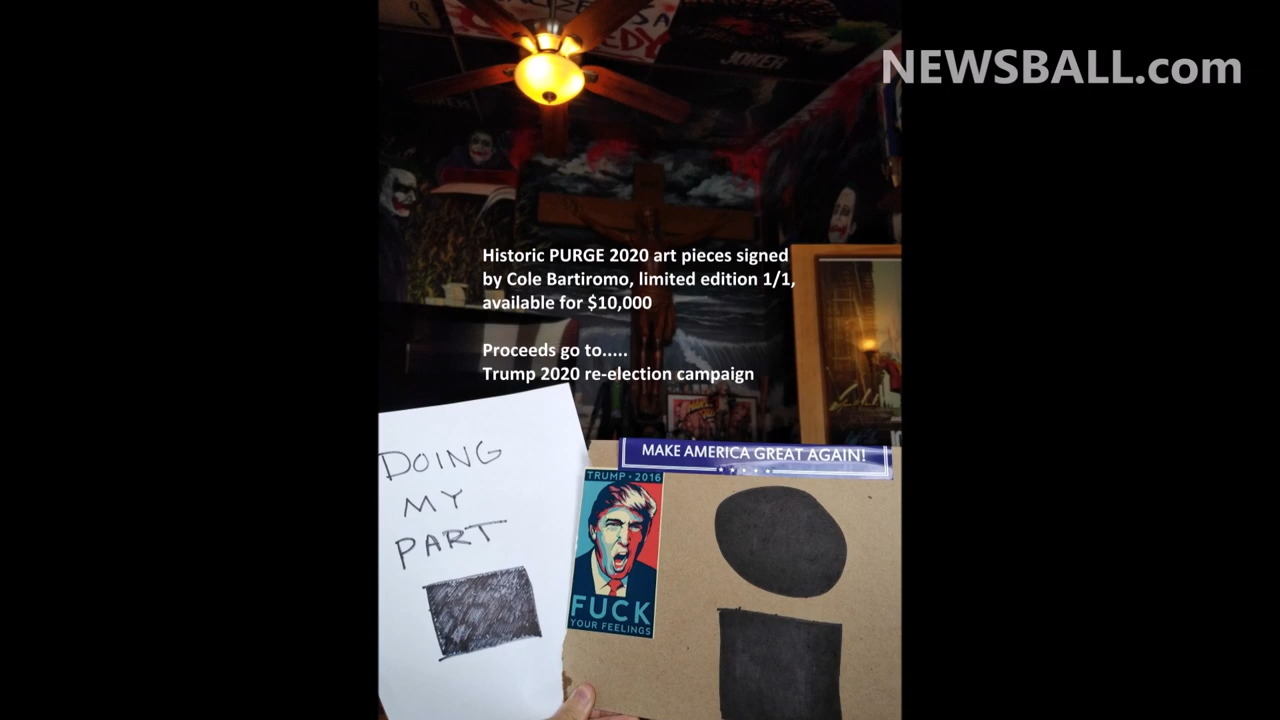 NEWSBALL.com
EDY
JOKER
Historic PURGE 2020 art pieces signed
by Cole Bartiromo, limited edition 1/1,
available for $10,000
Proceeds go to.....
Trump 2020 re-election campaign
DOING
MY
PART
MAKE AMERICA GREAT AGAIN!
TRUMP • 2016
FUCK
YOUR FEELINGS